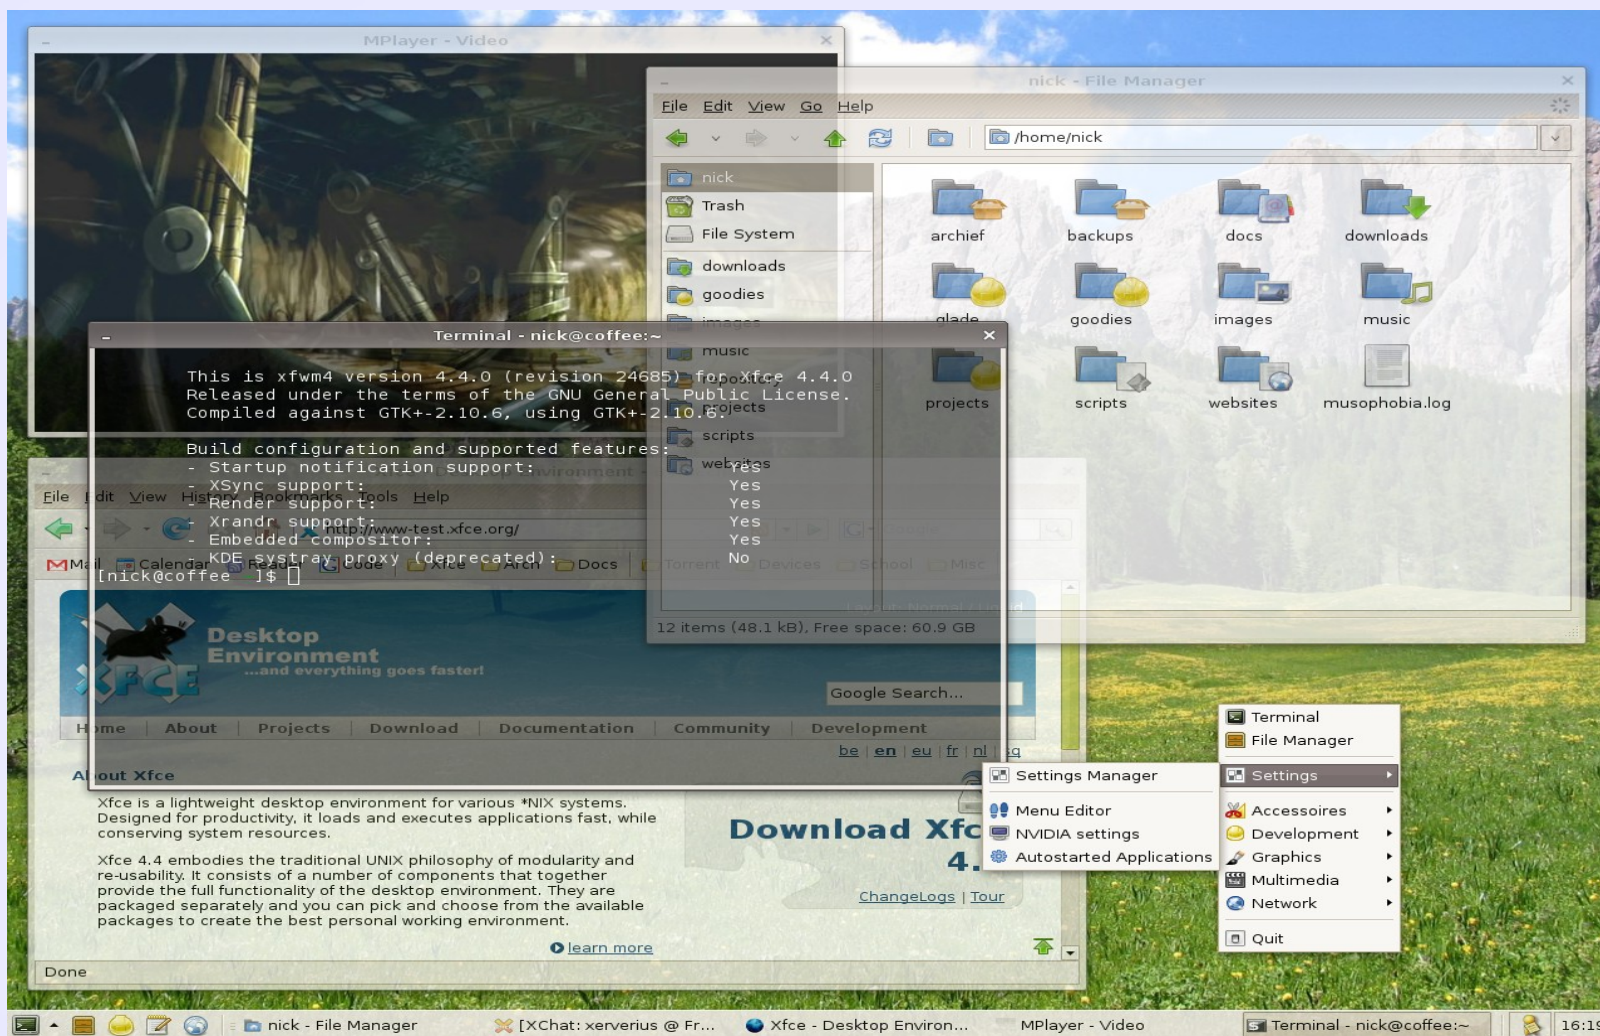 MPlayer - Video
nick - File Manager
File Edit View Go Help
/home/nick
nick
Trash
File System
downloads
goodies
images
music
repository
projects
scripts
websites
archief backups docs downloads
glade goodies images music
projects scripts websites musophobia.log
12 items (48.1 kB), Free space: 60.9 GB
Terminal - nick@coffee:~
This is xfwm4 version 4.4.0 (revision 24685) for Xfce 4.4.0
Released under the terms of the GNU General Public License.
Compiled against GTK+-2.10.6, using GTK+-2.10.6.
Build configuration and supported features:
- Startup notification support: Yes
- XSync support: Yes
- Render support: Yes
- Xrandr support: Yes
- Embedded compositor: Yes
- KDE systray proxy (deprecated): No
[nick@coffee ~]$
File Edit View History Bookmarks Tools Help
http://www-test.xfce.org/
Mail Calendar Reader Code Xfce Arch Docs Torrent Devices School Misc
XFCE
Desktop
Environment
...and everything goes faster!
Google Search...
Home | About | Projects | Download | Documentation | Community | Development
be | en | eu | fr | nl | sq
About Xfce
Xfce is a lightweight desktop environment for various *NIX systems.
Designed for productivity, it loads and executes applications fast, while
conserving system resources.
Xfce 4.4 embodies the traditional UNIX philosophy of modularity and
re-usability. It consists of a number of components that together
provide the full functionality of the desktop environment. They are
packaged separately and you can pick and choose from the available
packages to create the best personal working environment.
learn more
Download Xfc
4.
ChangeLogs | Tour
Done
Settings Manager
Menu Editor
NVIDIA settings
Autostarted Applications
Terminal
File Manager
Settings
Accessoires
Development
Graphics
Multimedia
Network
Quit
nick - File Manager [XChat: xerverius @ Fr... Xfce - Desktop Environ... MPlayer - Video Terminal - nick@coffee:~ 16:19